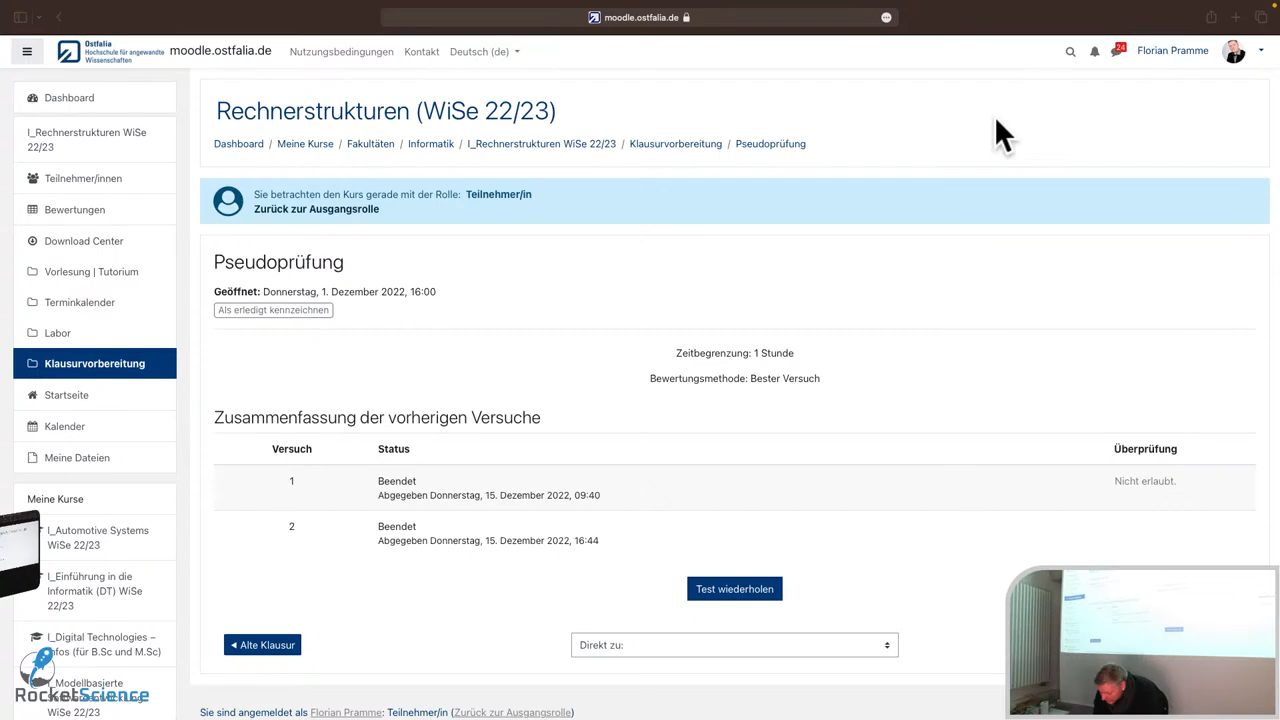 moodle.ostfalia.de
Ostfalia
Hochschule für angewandte
Wissenschaften
moodle.ostfalia.de
Nutzungsbedingungen
Kontakt
Deutsch (de)
24
Florian Pramme
Dashboard
I_Rechnerstrukturen WiSe
22/23
Teilnehmer/innen
Bewertungen
Download Center
Vorlesung | Tutorium
Terminkalender
Labor
Klausurvorbereitung
Startseite
Kalender
Meine Dateien
Meine Kurse
I_Automotive Systems
WiSe 22/23
I_Einführung in die
Informatik (DT) WiSe
22/23
I_Digital Technologies –
Infos (für B.Sc und M.Sc)
I_Modellbasierte
WiSe 22/23
RocketScience
Rechnerstrukturen (WiSe 22/23)
Dashboard / Meine Kurse / Fakultäten / Informatik / I_Rechnerstrukturen WiSe 22/23 / Klausurvorbereitung / Pseudoprüfung
Sie betrachten den Kurs gerade mit der Rolle: Teilnehmer/in
Zurück zur Ausgangsrolle
Pseudoprüfung
Geöffnet: Donnerstag, 1. Dezember 2022, 16:00
Als erledigt kennzeichnen
Zeitbegrenzung: 1 Stunde
Bewertungsmethode: Bester Versuch
Zusammenfassung der vorherigen Versuche
Versuch Status Überprüfung
1 Beendet Nicht erlaubt.
Abgegeben Donnerstag, 15. Dezember 2022, 09:40
2 Beendet
Abgegeben Donnerstag, 15. Dezember 2022, 16:44
Test wiederholen
Alte Klausur
Direkt zu:
Sie sind angemeldet als Florian Pramme: Teilnehmer/in (Zurück zur Ausgangsrolle)